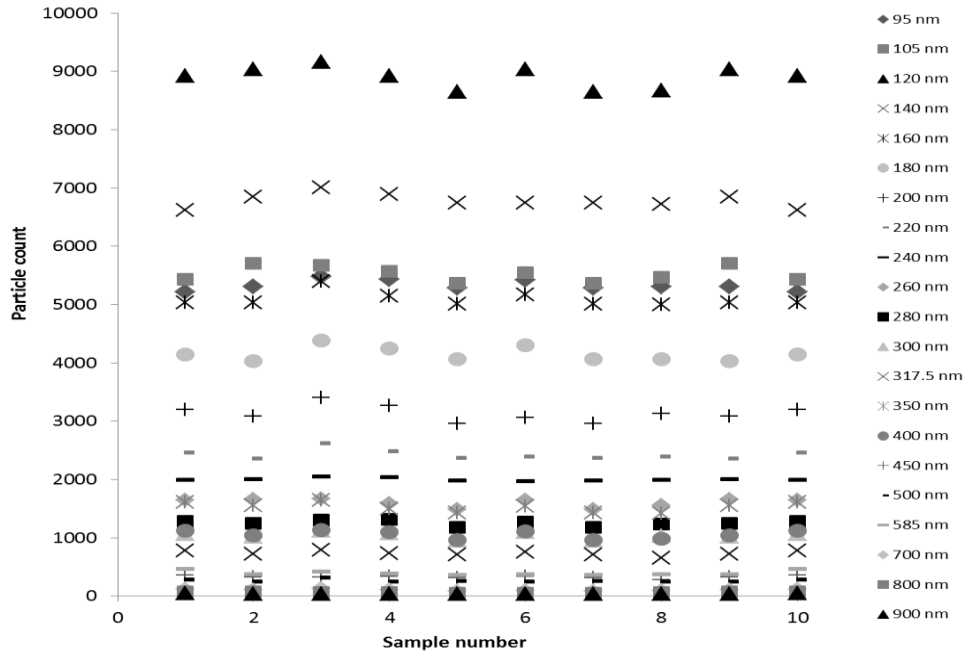 10000
9000
8000
7000
6000
5000
4000
3000
2000
1000
0
Particle count
0 2 4 6 8 10
Sample number
95 nm
105 nm
120 nm
140 nm
160 nm
180 nm
200 nm
220 nm
240 nm
260 nm
280 nm
300 nm
317.5 nm
350 nm
400 nm
450 nm
500 nm
585 nm
700 nm
800 nm
900 nm